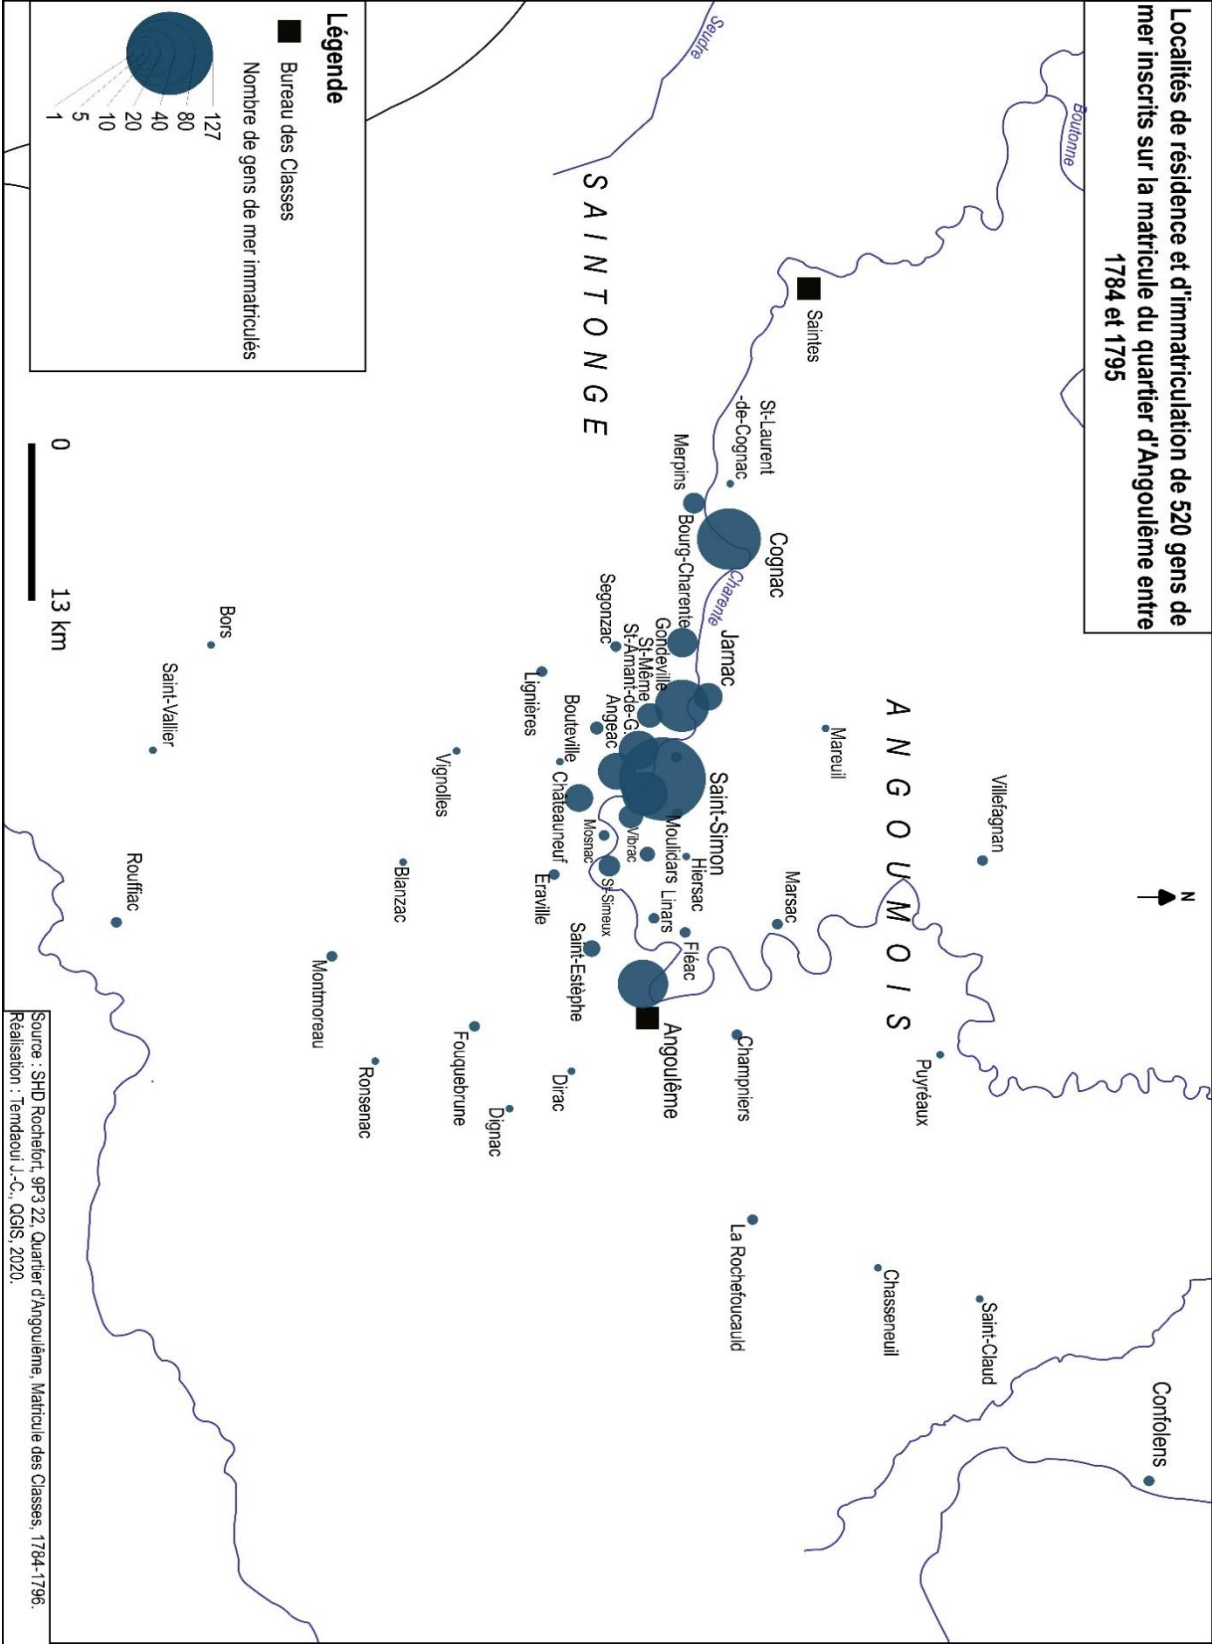 Localités de résidence et d'immatriculation de 520 gens de
mer inscrits sur la matricule du quartier d'Angoulême entre
1784 et 1795
N
Boutonne
Seudre
SAINTONGE
ANGOUMOIS
Saintes
St-Laurent
-de-Cognac
Merpins
Cognac
Bourg-Charente
Charente
Jarnac
Gondeville
Segonzac
St-Même
St-Amant-de-G.
Angeac
Lignières
Bouteville
Châteauneuf
Saint-Simon
Mosnac
Vibrac
Moulidars
Hiersac
St-Simeux
Linars
Fléac
Eraville
Saint-Estèphe
Angoulême
Mareuil
Villefagnan
Marsac
Champniers
Puyréaux
La Rochefoucauld
Chasseneuil
Saint-Claud
Confolens
Vignolles
Blanzac
Bors
Saint-Vallier
Rouffiac
Montmoreau
Ronsenac
Fouquebrune
Dignac
Dirac
Légende
Bureau des Classes
Nombre de gens de mer immatriculés
127
80
40
20
10
5
1
0 13 km
Source : SHD Rochefort, 9P3 22, Quartier d'Angoulême, Matricule des Classes, 1784-1796.
Réalisation : Temdaoui J.-C., QGIS, 2020.